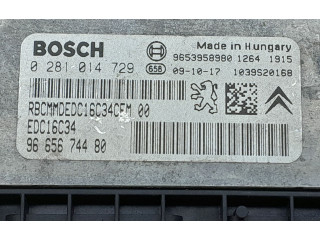 BOSCH
Made in Hungary
9653958980 1264 1915
0 281 014 729
656 09-10-17 1039S20168
RBCMMDEDC16C34CFM 00
EDC16C34
96 656 744 80